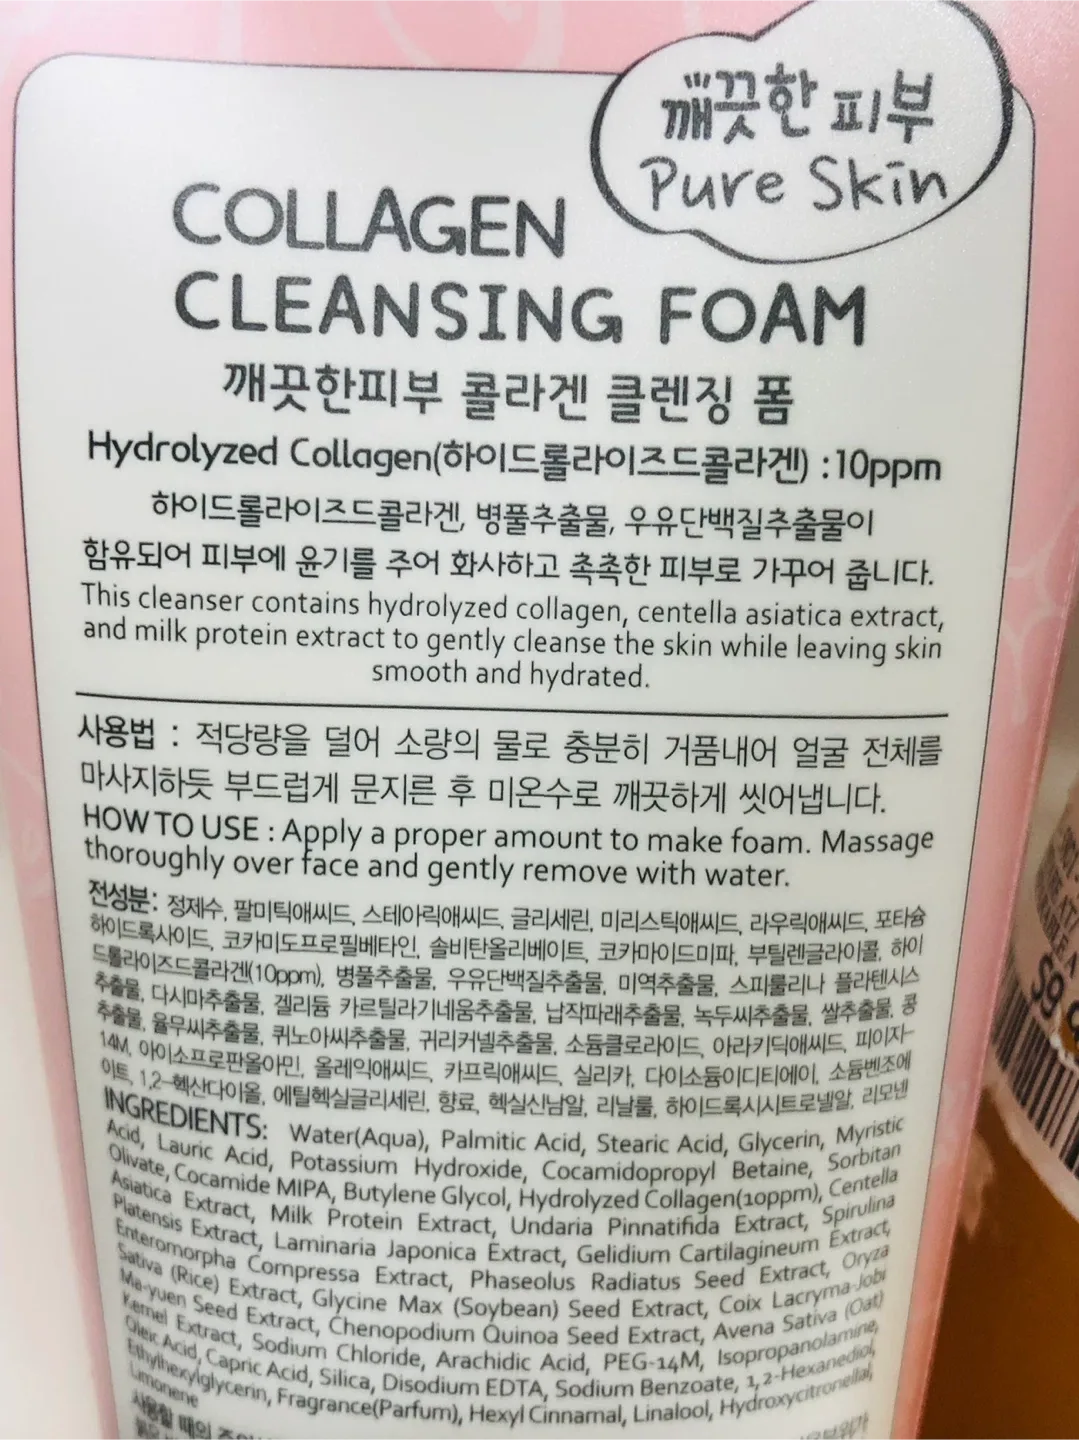 깨끗한 피부
Pure Skin
COLLAGEN
CLEANSING FOAM
깨끗한피부 콜라겐 클렌징 폼
Hydrolyzed Collagen(하이드롤라이즈드콜라겐) :10ppm
하이드롤라이즈드콜라겐, 병풀추출물, 우유단백질추출물이
함유되어 피부에 윤기를 주어 화사하고 촉촉한 피부로 가꾸어 줍니다.
This cleanser contains hydrolyzed collagen, centella asiatica extract,
and milk protein extract to gently cleanse the skin while leaving skin
smooth and hydrated.
사용법 : 적당량을 덜어 소량의 물로 충분히 거품내어 얼굴 전체를
마사지하듯 부드럽게 문지른 후 미온수로 깨끗하게 씻어냅니다.
HOW TO USE : Apply a proper amount to make foam. Massage
thoroughly over face and gently remove with water.
전성분: 정제수, 팔미틱애씨드, 스테아릭애씨드, 글리세린, 미리스틱애씨드, 라우릭애씨드, 포타슘
하이드록사이드, 코카미도프로필베타인, 솔비탄올리베이트, 코카마이드미파, 부틸렌글라이콜, 하이
드롤라이즈드콜라겐(10ppm), 병풀추출물, 우유단백질추출물, 미역추출물, 스피룰리나 플라텐시스
추출물, 다시마추출물, 겔리듐 카르틸라기네움추출물, 납작파래추출물, 녹두씨추출물, 쌀추출물, 콩
추출물, 율무씨추출물, 퀴노아씨추출물, 귀리커넬추출물, 소듐클로라이드, 아라키딕애씨드, 피이지-
14M, 아이소프로판올아민, 올레익애씨드, 카프릭애씨드, 실리카, 다이소듐이디티에이, 소듐벤조에
이트, 1,2-헥산다이올, 에틸헥실글리세린, 향료, 헥실신남알, 리날룰, 하이드록시시트로넬알, 리모넨
INGREDIENTS: Water(Aqua), Palmitic Acid, Stearic Acid, Glycerin, Myristic
Acid, Lauric Acid, Potassium Hydroxide, Cocamidopropyl Betaine, Sorbitan
Olivate, Cocamide MIPA, Butylene Glycol, Hydrolyzed Collagen(10ppm), Centella
Asiatica Extract, Milk Protein Extract, Undaria Pinnatifida Extract, Spirulina
Platensis Extract, Laminaria Japonica Extract, Gelidium Cartilagineum Extract,
Enteromorpha Compressa Extract, Phaseolus Radiatus Seed Extract, Oryza
Sativa (Rice) Extract, Glycine Max (Soybean) Seed Extract, Coix Lacryma-Jobi
Ma-yuen Seed Extract, Chenopodium Quinoa Seed Extract, Avena Sativa (Oat)
Kernel Extract, Sodium Chloride, Arachidic Acid, PEG-14M, Isopropanolamine,
Oleic Acid, Capric Acid, Silica, Disodium EDTA, Sodium Benzoate, 1,2-Hexanediol,
Ethylhexylglycerin, Fragrance(Parfum), Hexyl Cinnamal, Linalool, Hydroxycitronellal,
Limonene
사용할 때의